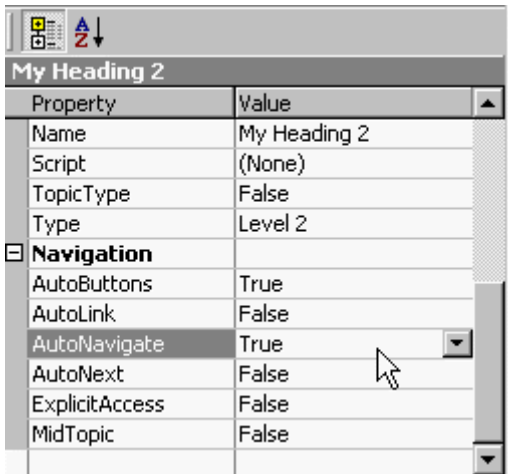 A
Z
My Heading 2
Property Value
Name My Heading 2
Script (None)
TopicType False
Type Level 2
Navigation
AutoButtons True
AutoLink False
AutoNavigate True
AutoNext False
ExplicitAccess False
MidTopic False